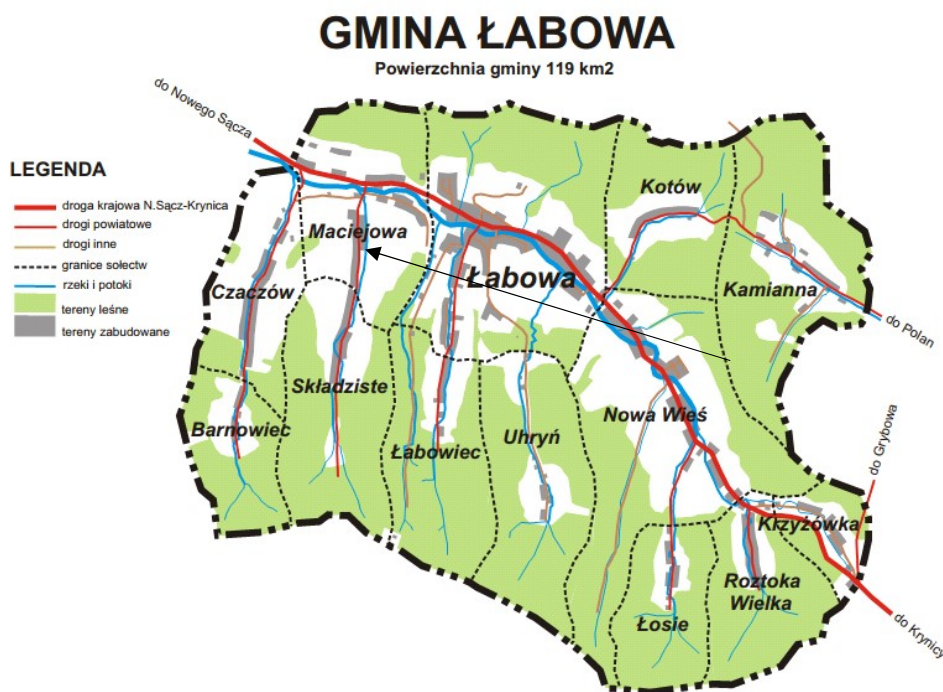 GMINA ŁABOWA
Powierzchnia gminy 119 km2
do Nowego Sącza
LEGENDA
droga krajowa N.Sącz-Krynica
drogi powiatowe
drogi inne
granice sołectw
rzeki i potoki
tereny leśne
tereny zabudowane
Kotów
Maciejowa
Łabowa
Czaczów
Kamianna
do Polan
Składziste
Barnowiec
Łabowiec
Uhryń
Nowa Wieś
do Grybowa
Krzyżówka
Roztoka
Wielka
Łosie
do Krynicy